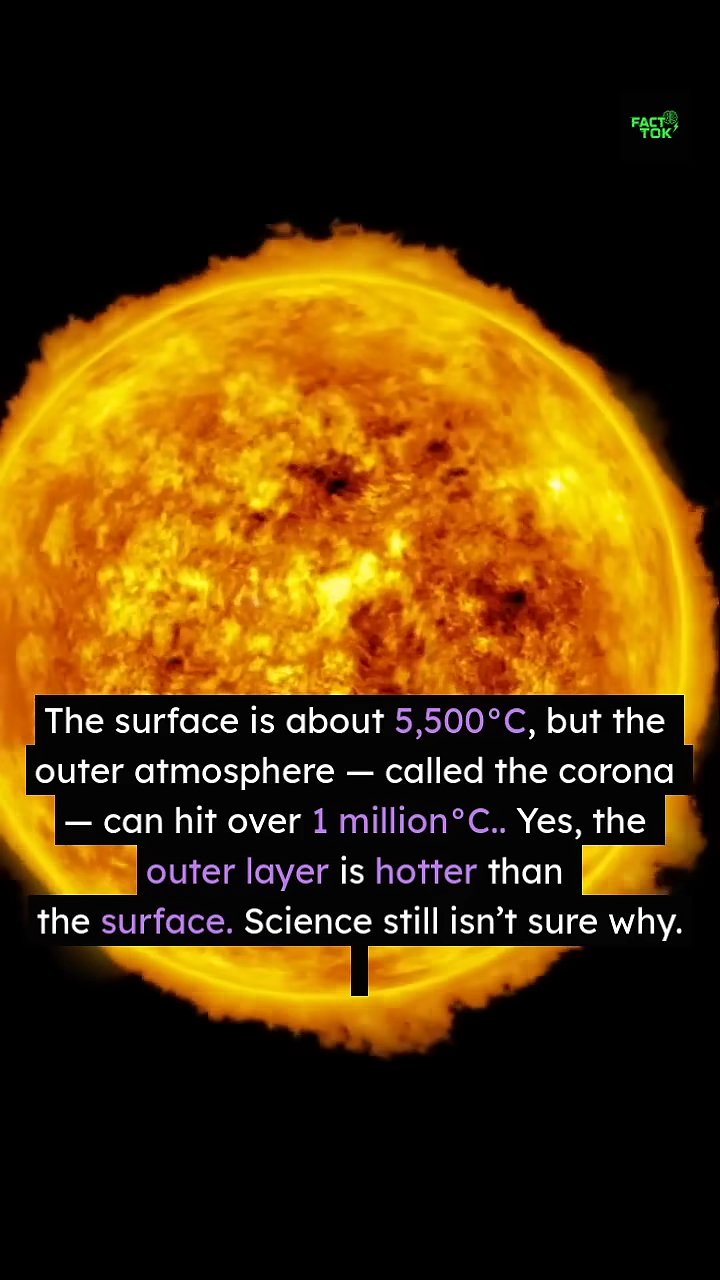 FACT
TOK
The surface is about 5,500°C, but the
outer atmosphere — called the corona
— can hit over 1 million°C.. Yes, the
outer layer is hotter than
the surface. Science still isn’t sure why.